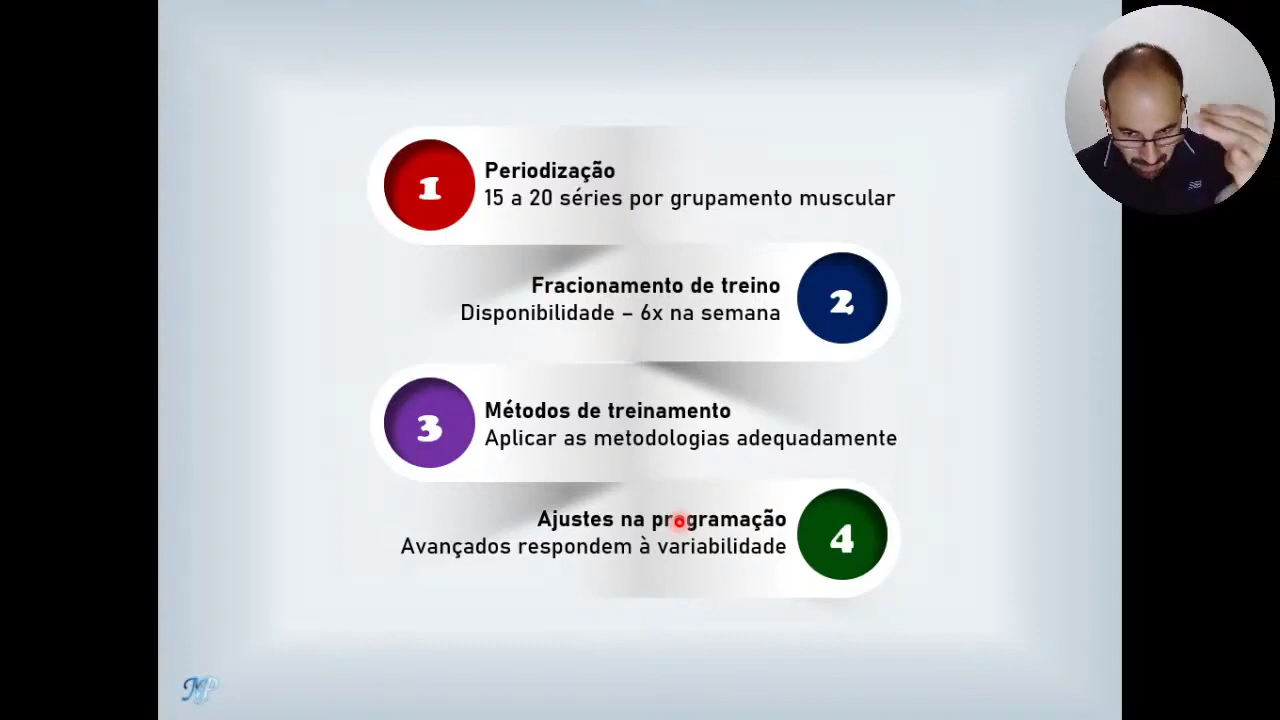 1
Periodização
15 a 20 séries por grupamento muscular
Fracionamento de treino
Disponibilidade – 6x na semana
2
3
Métodos de treinamento
Aplicar as metodologias adequadamente
Ajustes na programação
Avançados respondem à variabilidade
4
MP